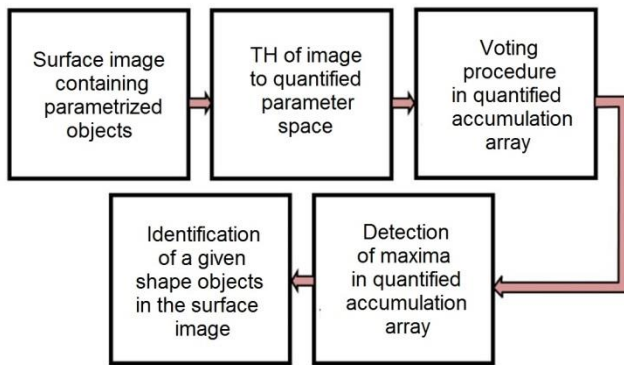 Surface image
containing
parametrized
objects
TH of image
to quantified
parameter
space
Voting
procedure
in quantified
accumulation
array
Identification
of a given
shape objects
in the surface
image
Detection
of maxima
in quantified
accumulation
array